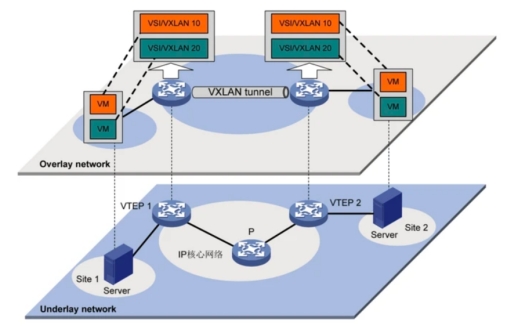 VSI/VXLAN 10
VSI/VXLAN 20
VSI/VXLAN 10
VSI/VXLAN 20
VM
VM
VXLAN tunnel
VM
VM
Overlay network
VTEP 1
VTEP 2
P
IP核心网络
Server
Site 2
Site 1
Server
Underlay network